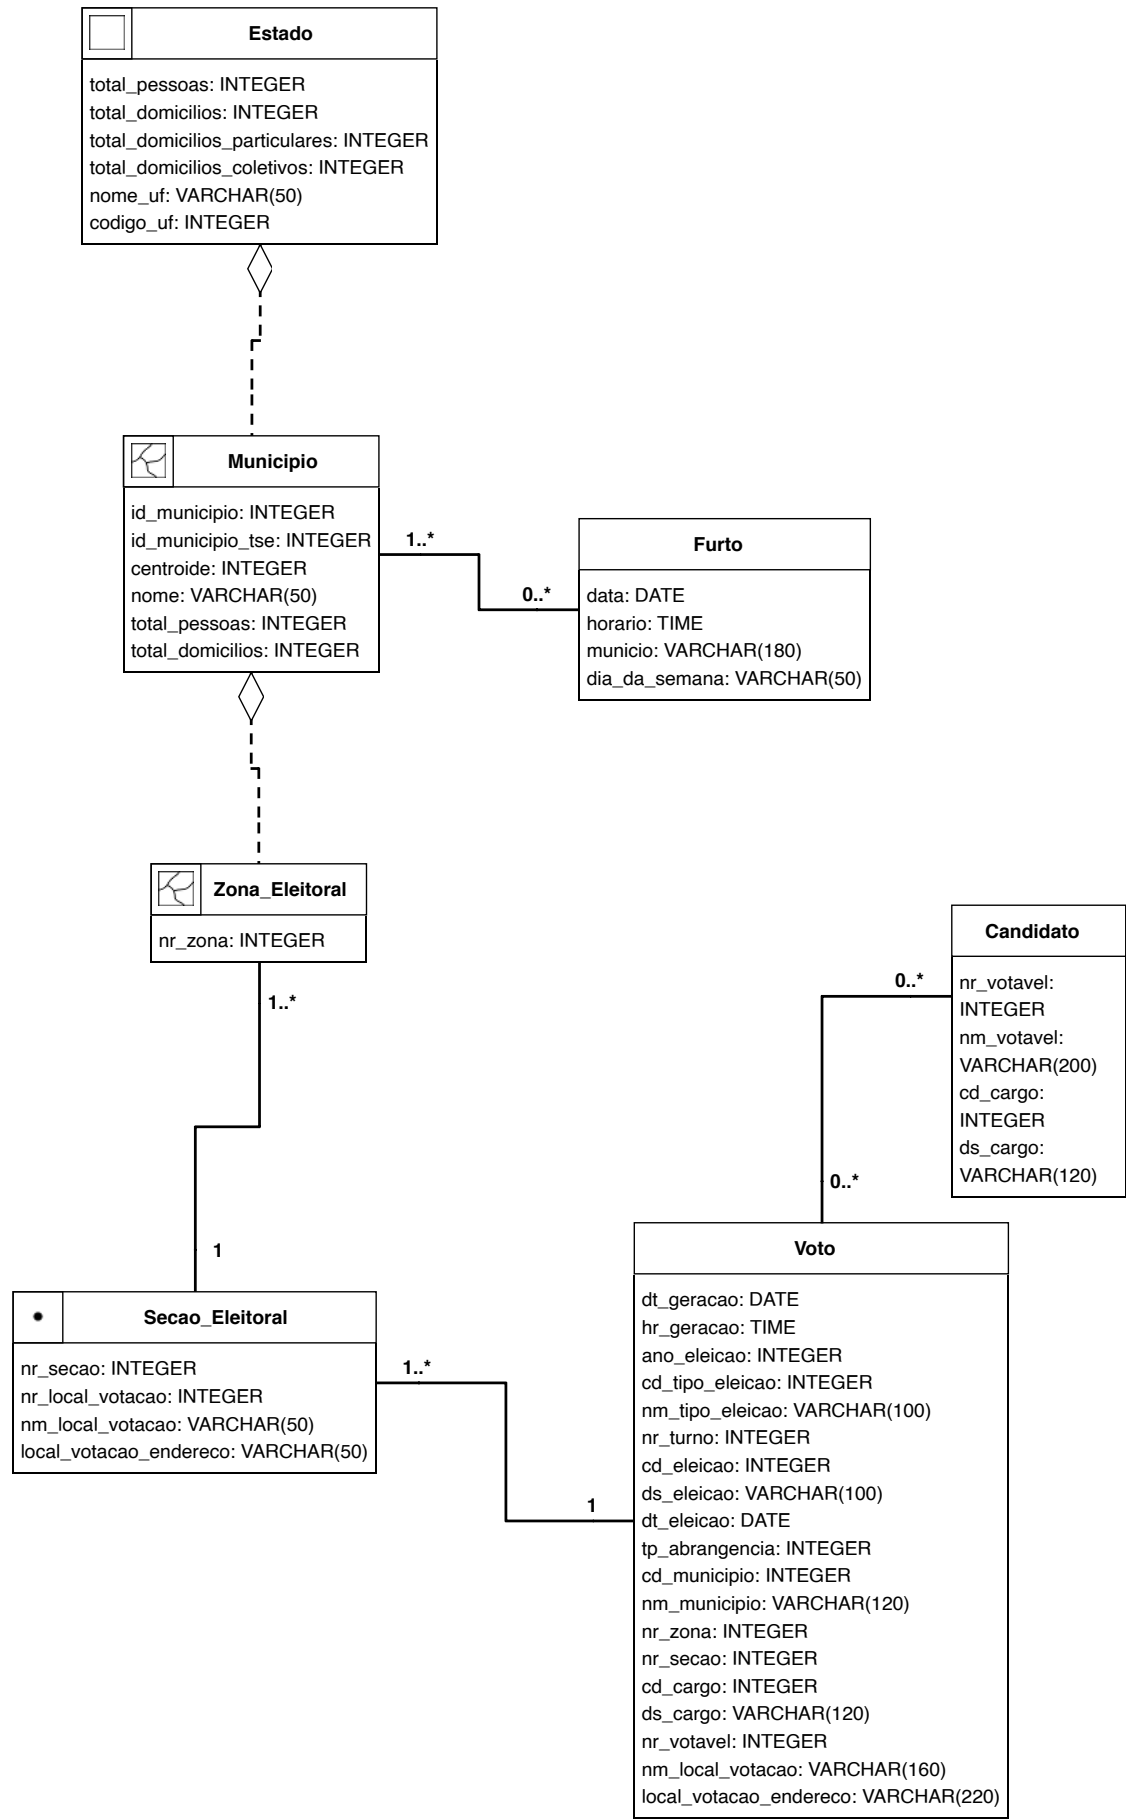 Estado
total_pessoas: INTEGER
total_domicilios: INTEGER
total_domicilios_particulares: INTEGER
total_domicilios_coletivos: INTEGER
nome_uf: VARCHAR(50)
codigo_uf: INTEGER
Municipio
id_municipio: INTEGER
id_municipio_tse: INTEGER
centroide: INTEGER
nome: VARCHAR(50)
total_pessoas: INTEGER
total_domicilios: INTEGER
1..*
0..*
Furto
data: DATE
horario: TIME
municio: VARCHAR(180)
dia_da_semana: VARCHAR(50)
Zona_Eleitoral
nr_zona: INTEGER
1..*
1
Candidato
nr_votavel:
INTEGER
nm_votavel:
VARCHAR(200)
cd_cargo:
INTEGER
ds_cargo:
VARCHAR(120)
0..*
0..*
Secao_Eleitoral
nr_secao: INTEGER
nr_local_votacao: INTEGER
nm_local_votacao: VARCHAR(50)
local_votacao_endereco: VARCHAR(50)
1..*
1
Voto
dt_geracao: DATE
hr_geracao: TIME
ano_eleicao: INTEGER
cd_tipo_eleicao: INTEGER
nm_tipo_eleicao: VARCHAR(100)
nr_turno: INTEGER
cd_eleicao: INTEGER
ds_eleicao: VARCHAR(100)
dt_eleicao: DATE
tp_abrangencia: INTEGER
cd_municipio: INTEGER
nm_municipio: VARCHAR(120)
nr_zona: INTEGER
nr_secao: INTEGER
cd_cargo: INTEGER
ds_cargo: VARCHAR(120)
nr_votavel: INTEGER
nm_local_votacao: VARCHAR(160)
local_votacao_endereco: VARCHAR(220)